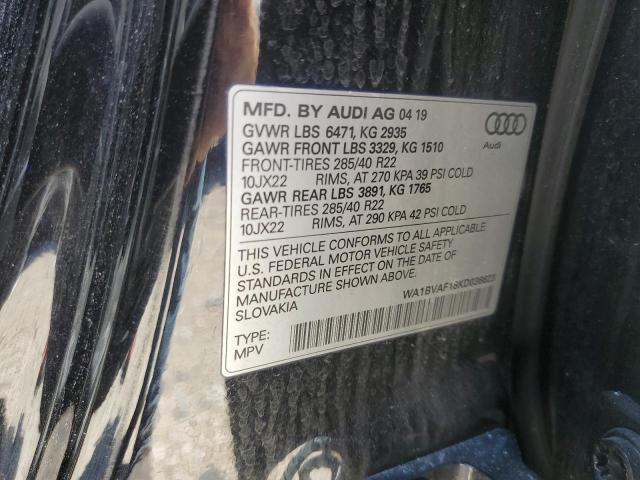 MFD. BY AUDI AG 04 19
GVWR LBS 6471, KG 2935
GAWR FRONT LBS 3329, KG 1510
FRONT-TIRES 285/40 R22
10JX22 RIMS, AT 270 KPA 39 PSI COLD
GAWR REAR LBS 3891, KG 1765
REAR-TIRES 285/40 R22
10JX22 RIMS, AT 290 KPA 42 PSI COLD
Audi
THIS VEHICLE CONFORMS TO ALL APPLICABLE
U.S. FEDERAL MOTOR VEHICLE SAFETY
STANDARDS IN EFFECT ON THE DATE OF
MANUFACTURE SHOWN ABOVE.
SLOVAKIA
TYPE:
MPV